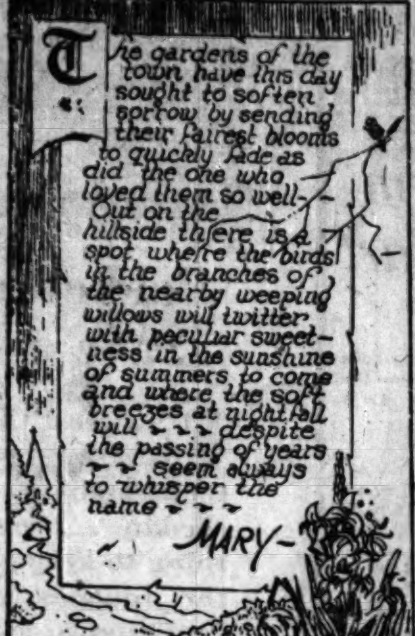 The gardens of the
town have this day
sought to soften
sorrow by sending
their fairest blooms
to quickly fade as
did the one who
loved them so well - -
Out on the
hillside there is a
spot where the birds
in the branches of
the nearby weeping
willows will twitter
with peculiar sweet-
ness in the sunshine
of summers to come
and where the soft
breezes at nightfall
will ~ ~ ~ despite
the passing of years
~ ~ seem always
to whisper the
name ~ ~ ~
MARY -